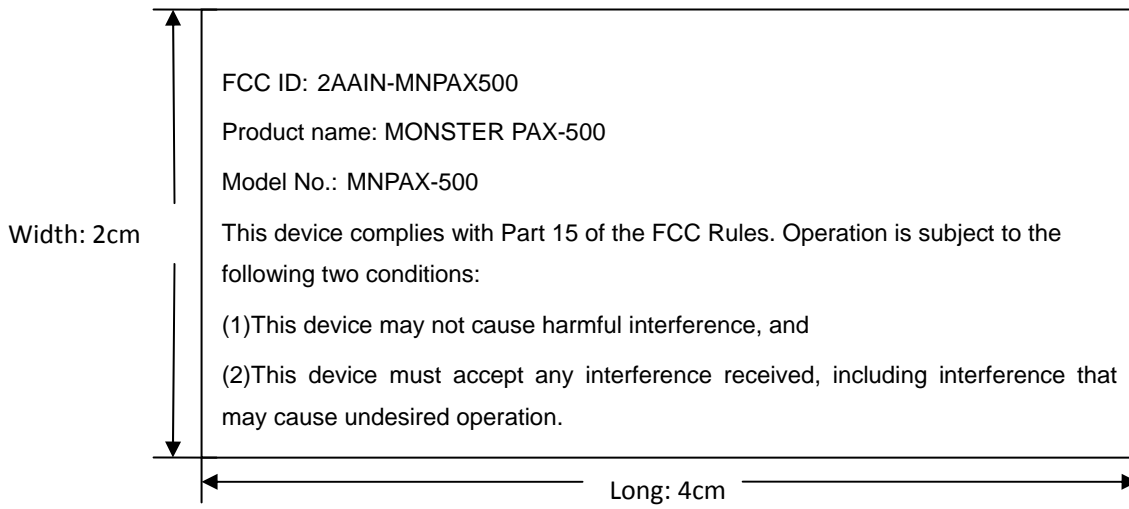 FCC ID: 2AAIN-MNPAX500
Product name: MONSTER PAX-500
Model No.: MNPAX-500
Width: 2cm
This device complies with Part 15 of the FCC Rules. Operation is subject to the
following two conditions:
(1)This device may not cause harmful interference, and
(2)This device must accept any interference received, including interference that
may cause undesired operation.
Long: 4cm